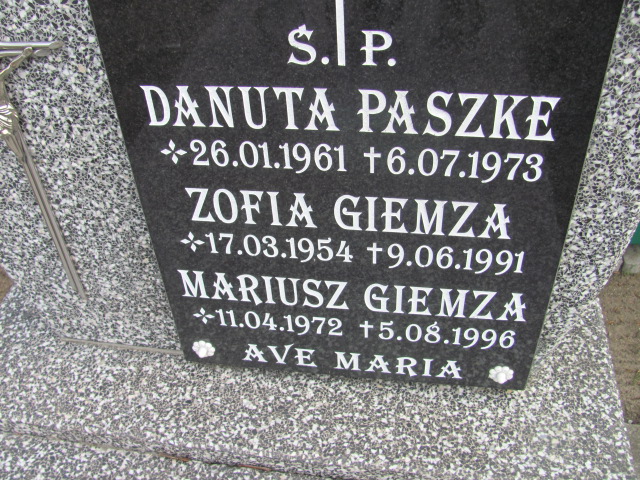 S. P.
DANUTA PASZKE
26.01.1961 †6.07.1973
ZOFIA GIEMZA
17.03.1954 †9.06.1991
MARIUSZ GIEMZA
11.04.1972 †5.08.1996
AVE MARIA